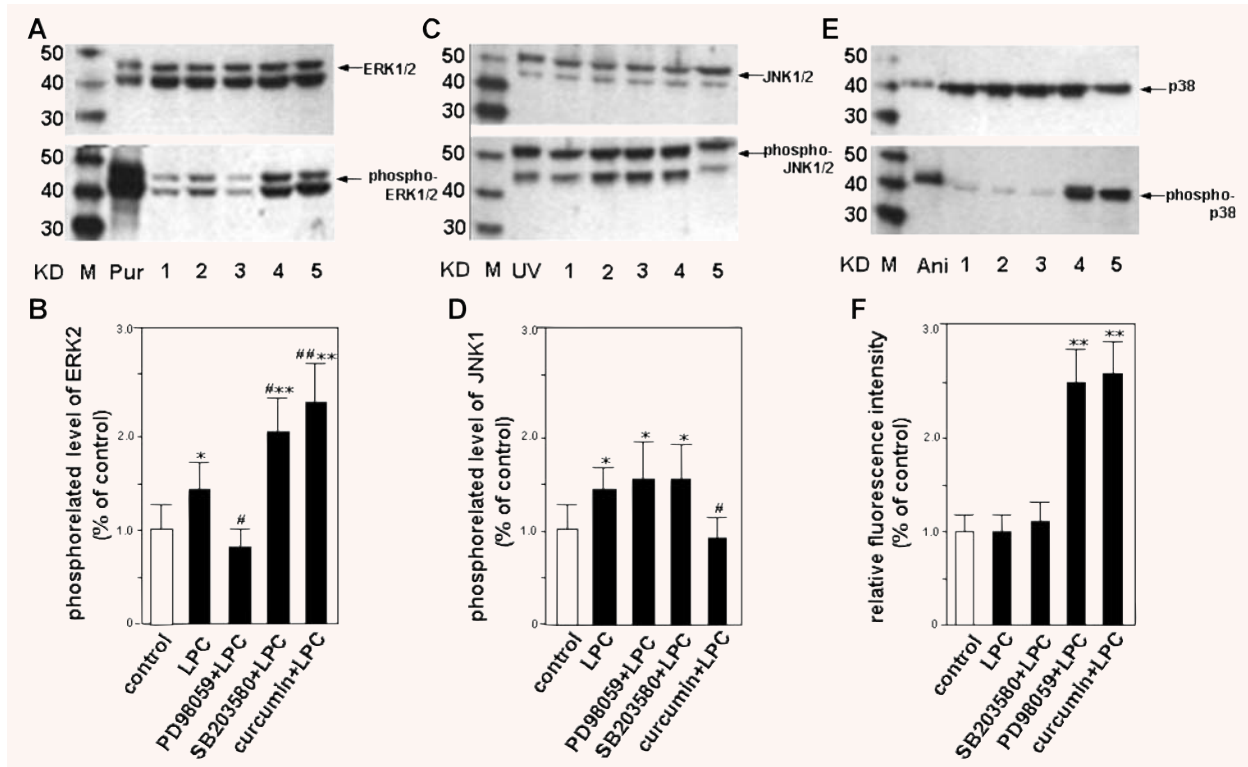 A
50
40
30
ERK1/2
50
40
30
phospho-
ERK1/2
KD M Pur 1 2 3 4 5
B
phosphorelated level of ERK2
(% of control)
3.0
2.0
1.0
0
*
#
#**
##**
control
LPC
PD98059+LPC
SB203580+LPC
curcumin+LPC
C
50
40
30
JNK1/2
50
40
30
phospho-
JNK1/2
KD M UV 1 2 3 4 5
D
phosphorelated level of JNK1
(% of control)
3.0
2.0
1.0
0
*
*
*
#
control
LPC
PD98059+LPC
SB203580+LPC
curcumin+LPC
E
50
40
30
p38
50
40
30
phospho-
p38
KD M Ani 1 2 3 4 5
F
relative fluorescence intensity
(% of control)
3.0
2.0
1.0
0
**
**
control
LPC
SB203580+LPC
PD98059+LPC
curcumin+LPC